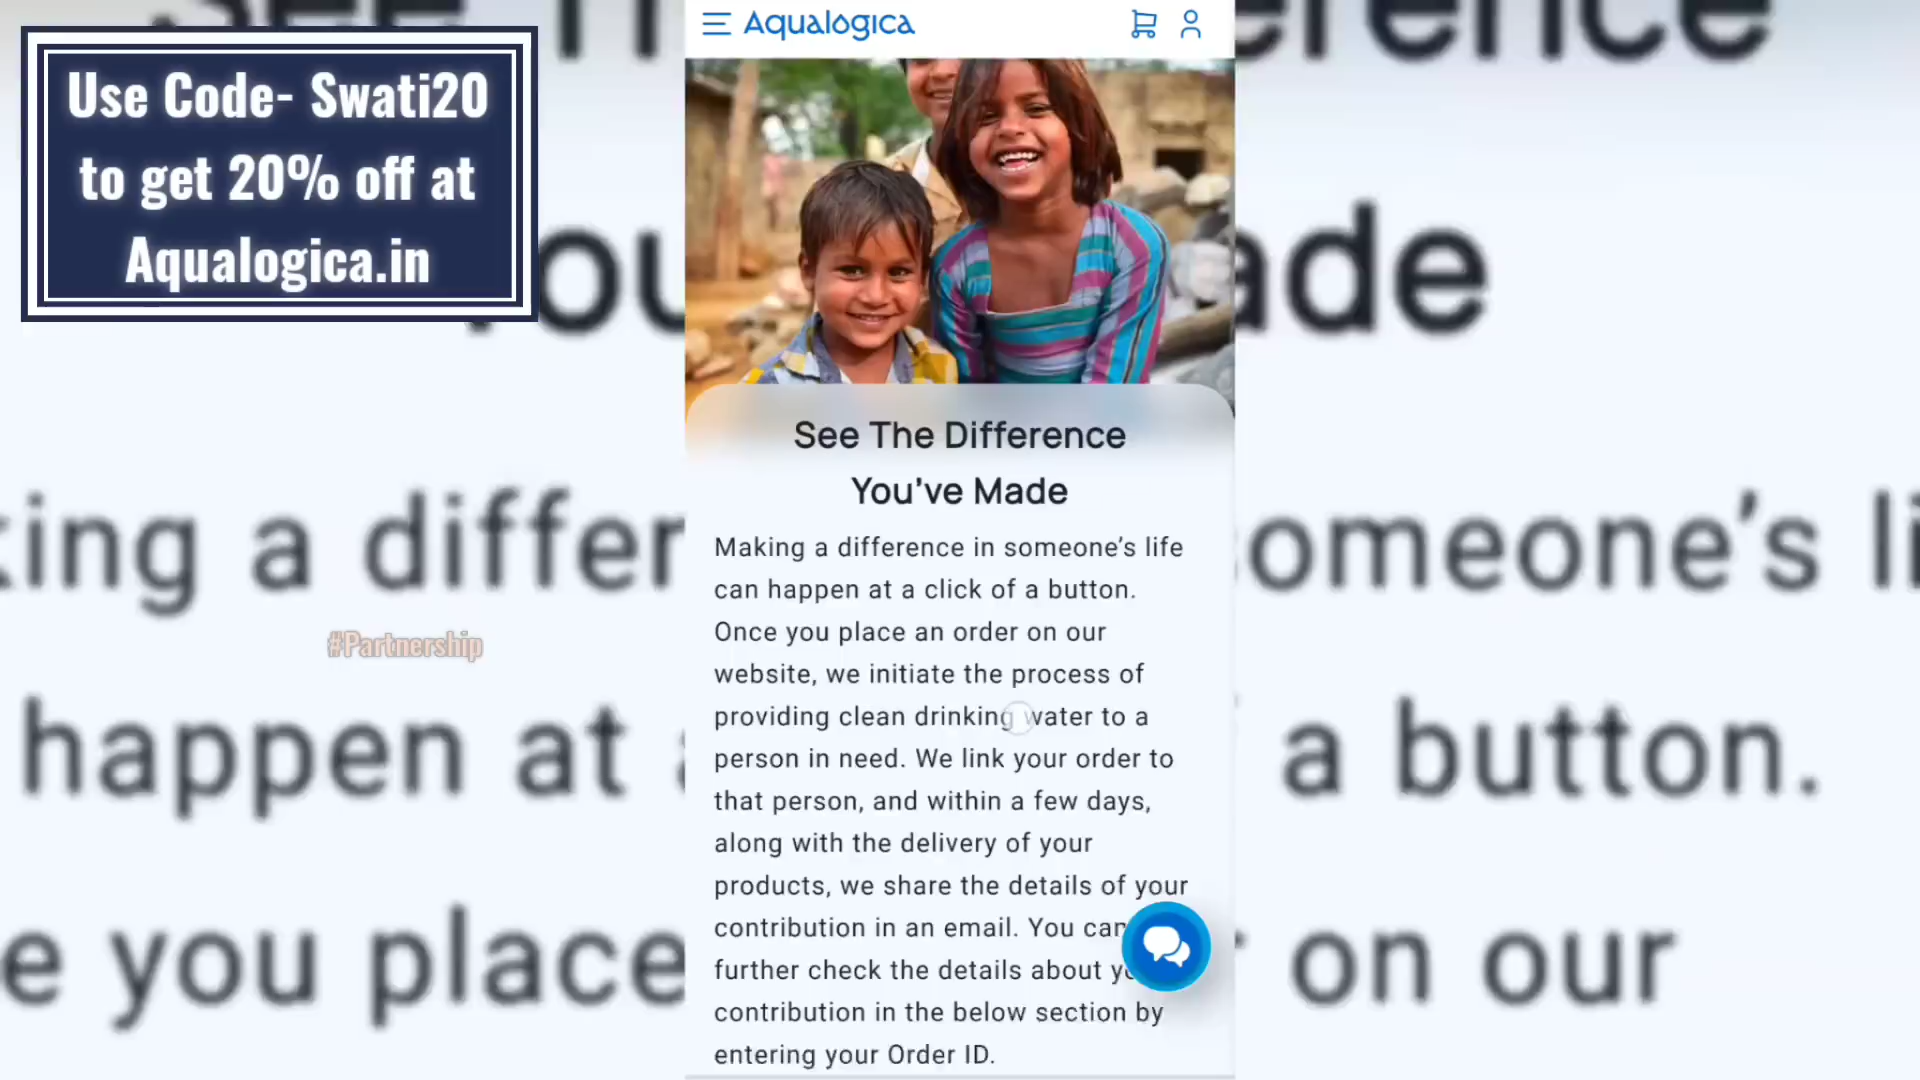 Use Code- Swati20
to get 20% off at
Aqualogica.in
#Partnership
Aqualogica
See The Difference
You've Made
Making a difference in someone's life
can happen at a click of a button.
Once you place an order on our
website, we initiate the process of
providing clean drinking water to a
person in need. We link your order to
that person, and within a few days,
along with the delivery of your
products, we share the details of your
contribution in an email. You can
further check the details about
contribution in the below section by
entering your Order ID.